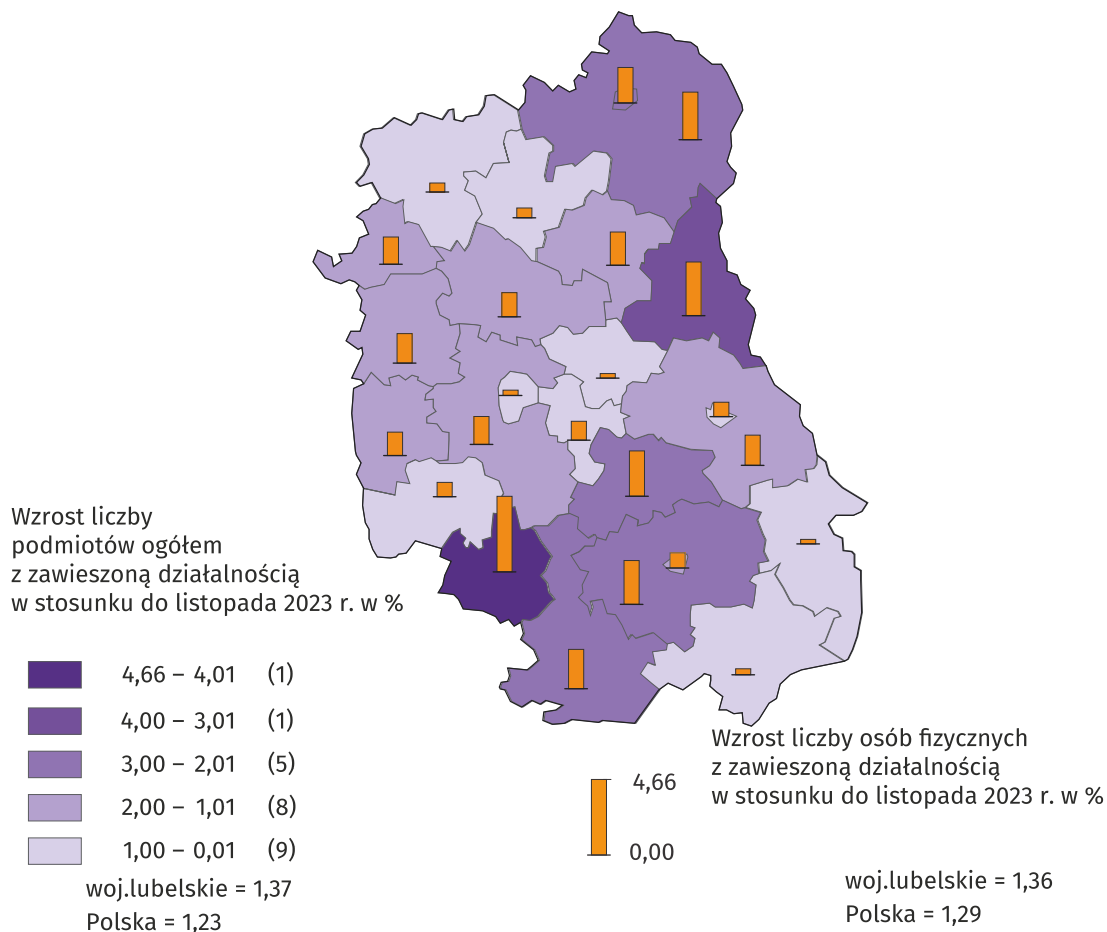 Wzrost liczby
podmiotów ogółem
z zawieszoną działalnością
w stosunku do listopada 2023 r. w %
4,66 – 4,01 (1)
4,00 – 3,01 (1)
3,00 – 2,01 (5)
2,00 – 1,01 (8)
1,00 – 0,01 (9)
woj.lubelskie = 1,37
Polska = 1,23
Wzrost liczby osób fizycznych
z zawieszoną działalnością
w stosunku do listopada 2023 r. w %
4,66
0,00
woj.lubelskie = 1,36
Polska = 1,29